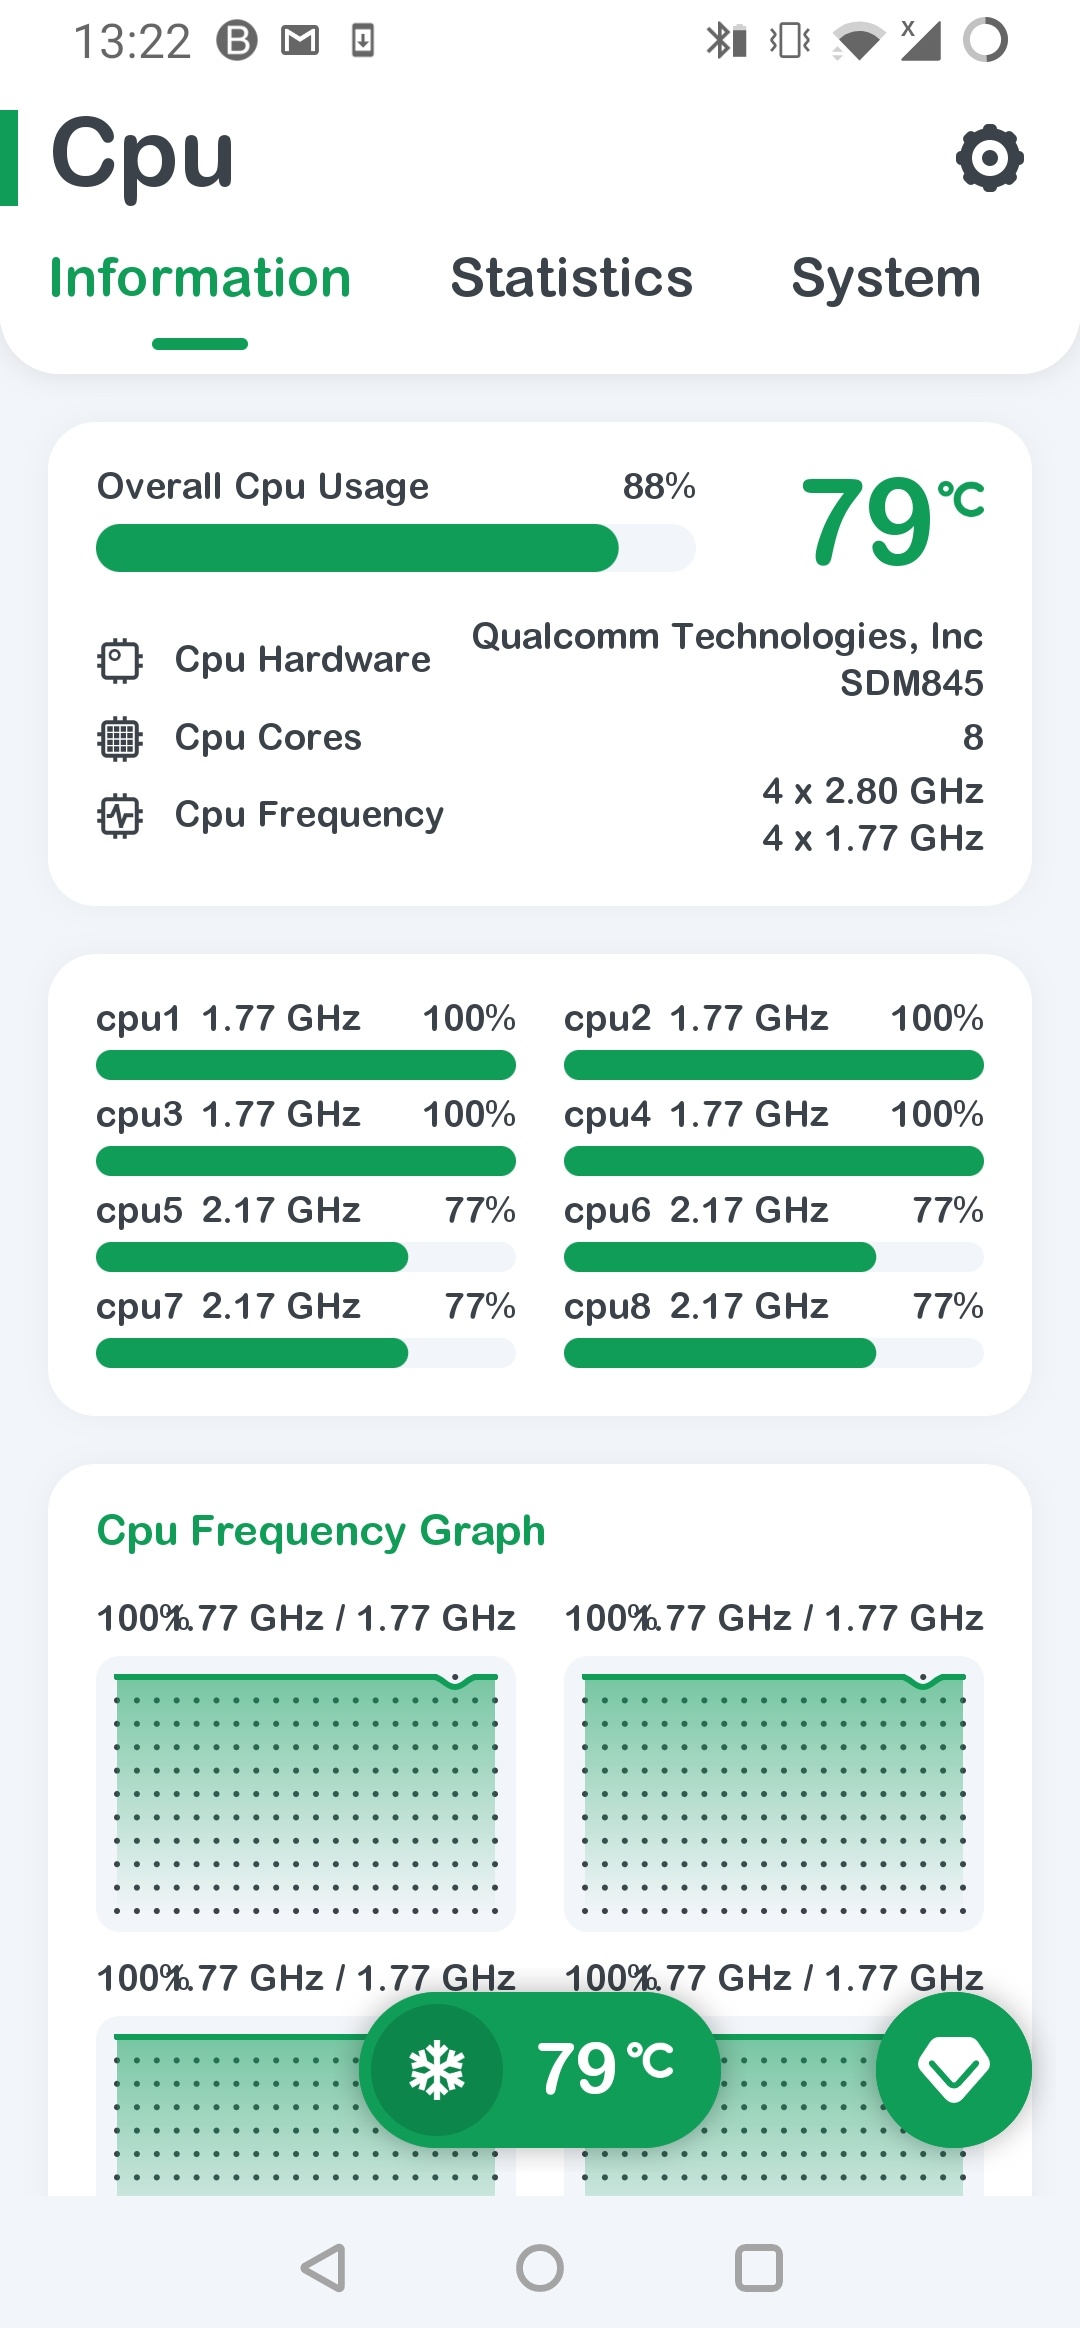 13:22
Cpu
Information Statistics System
Overall Cpu Usage 88% 79°C
Cpu Hardware Qualcomm Technologies, Inc
SDM845
Cpu Cores 8
Cpu Frequency 4 x 2.80 GHz
4 x 1.77 GHz
cpu1 1.77 GHz 100% cpu2 1.77 GHz 100%
cpu3 1.77 GHz 100% cpu4 1.77 GHz 100%
cpu5 2.17 GHz 77% cpu6 2.17 GHz 77%
cpu7 2.17 GHz 77% cpu8 2.17 GHz 77%
Cpu Frequency Graph
100% 1.77 GHz / 1.77 GHz 100% 1.77 GHz / 1.77 GHz
100% 1.77 GHz / 1.77 GHz 100% 1.77 GHz / 1.77 GHz
79°C